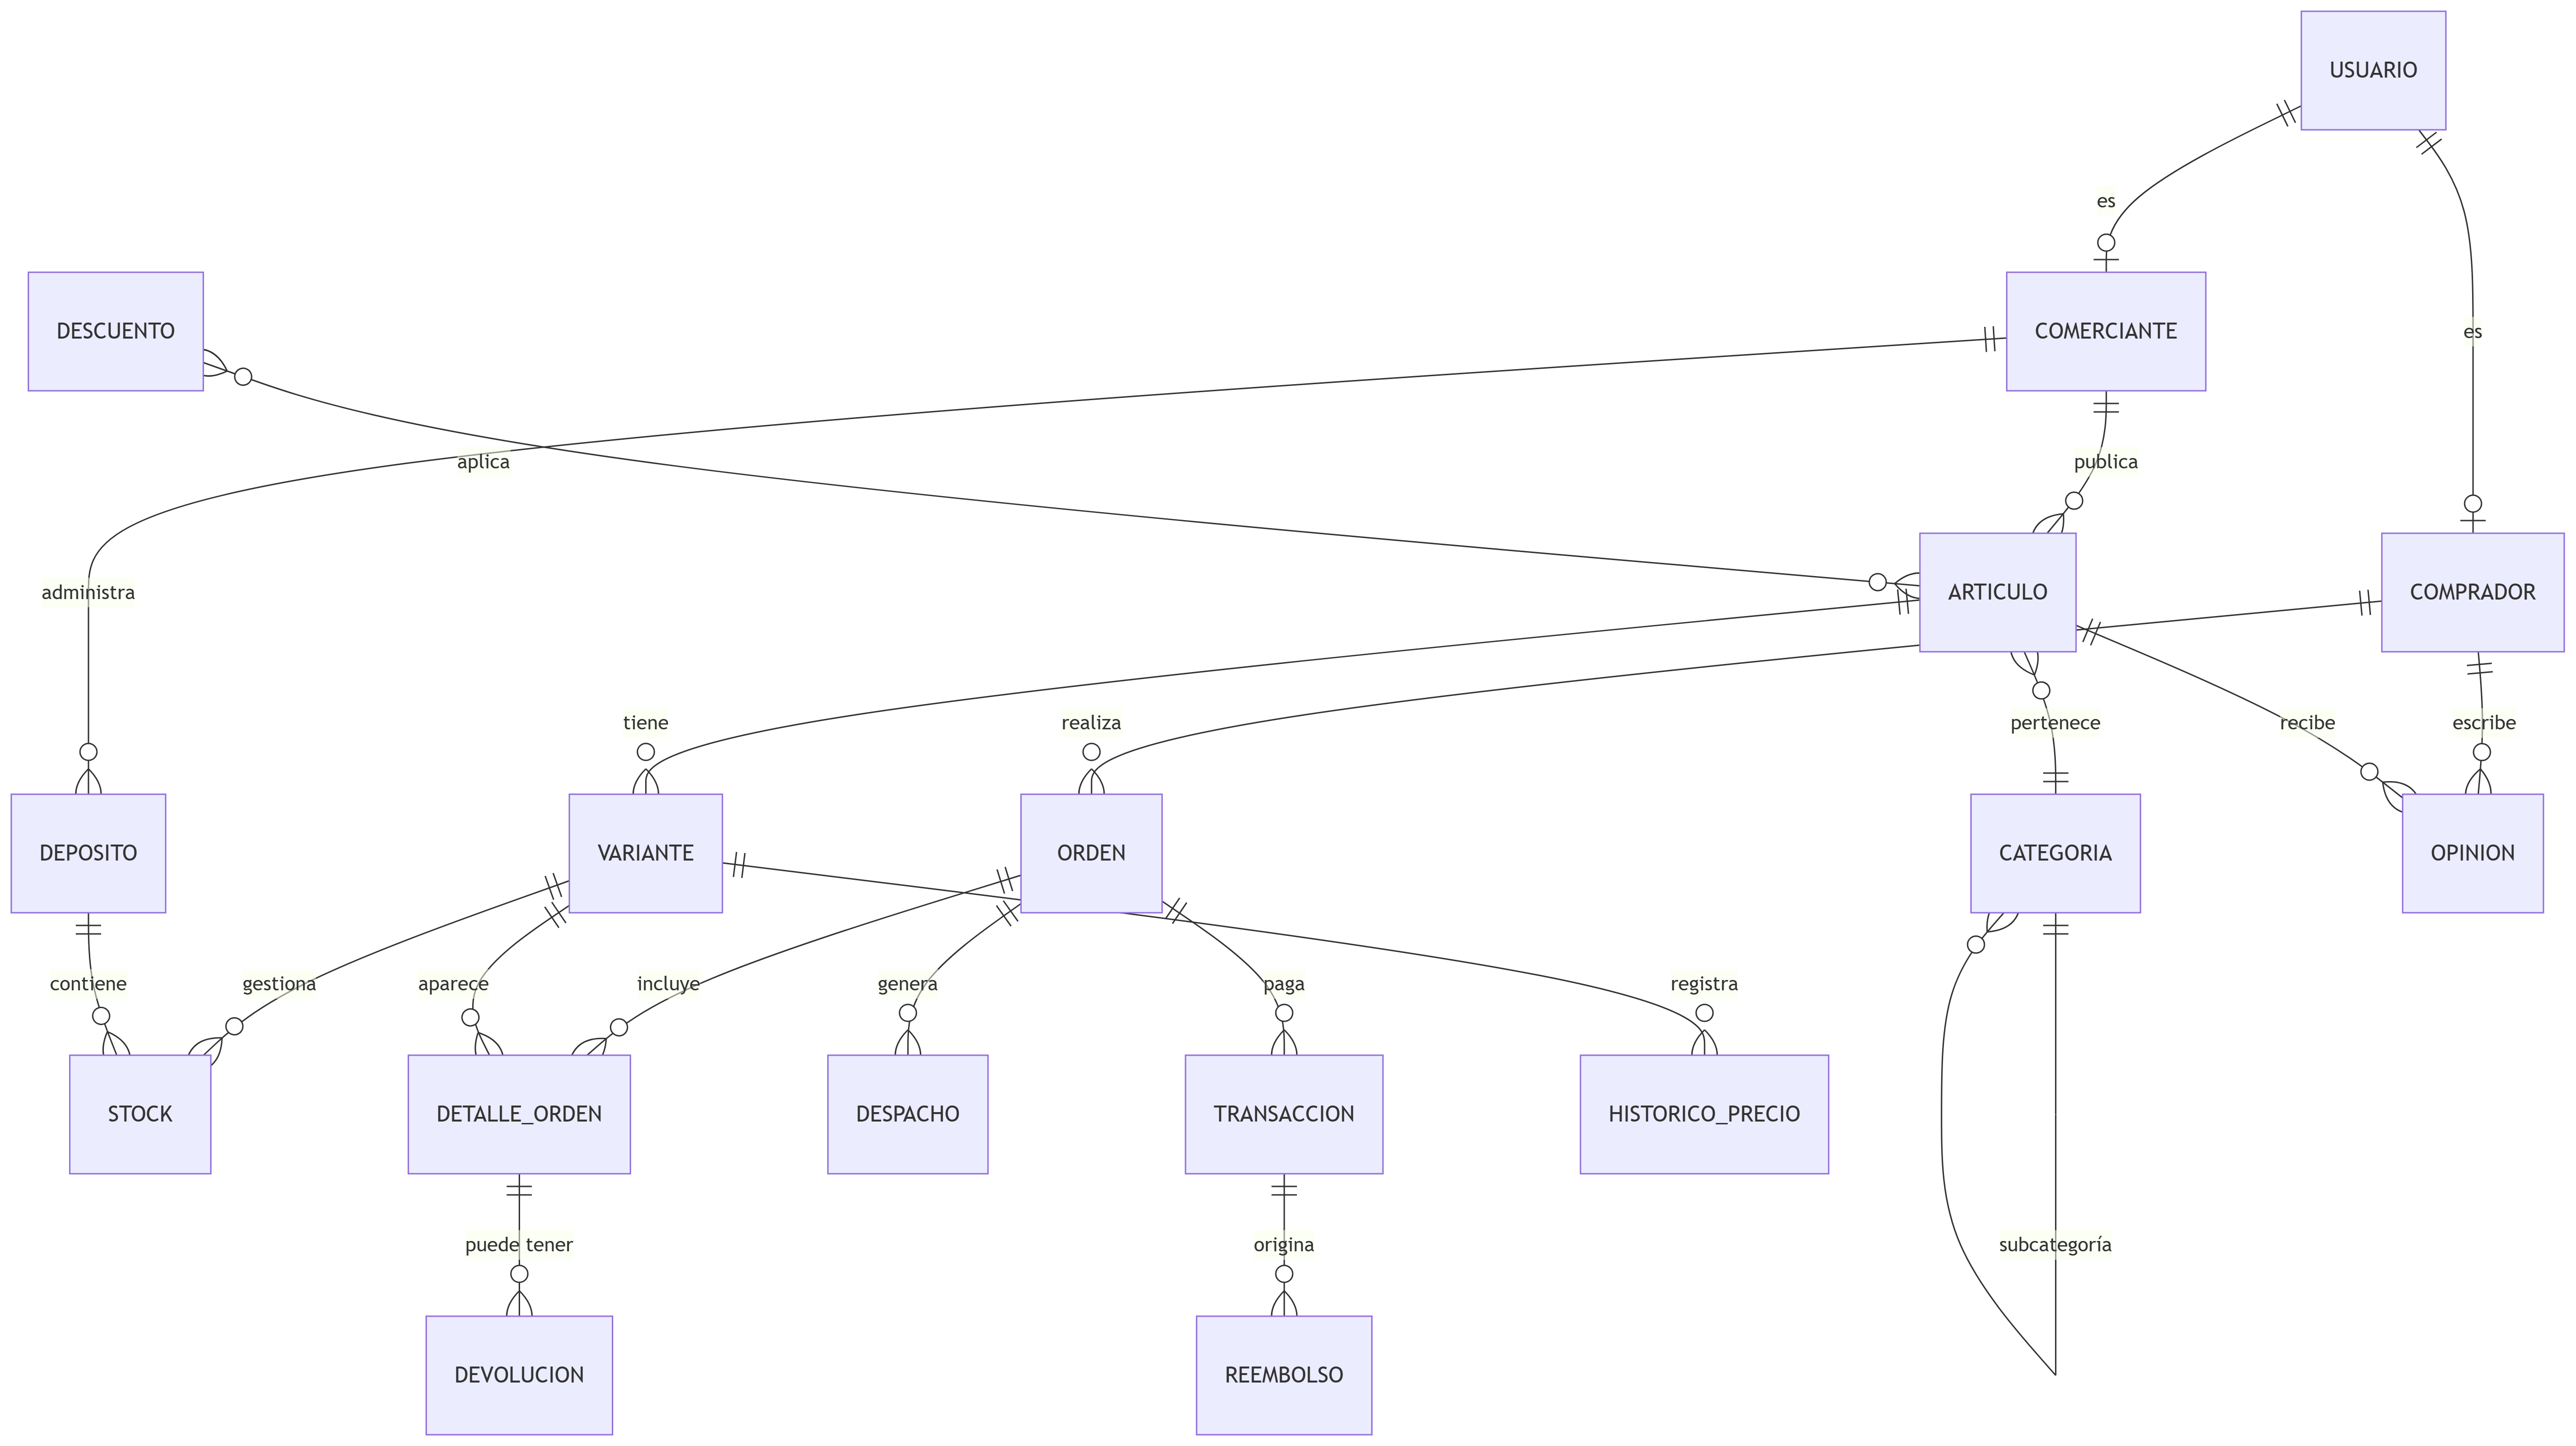 USUARIO
es
DESCUENTO
COMERCIANTE
es
aplica
publica
administra
ARTICULO
COMPRADOR
tiene
realiza
pertenece
recibe
escribe
DEPOSITO
VARIANTE
ORDEN
CATEGORIA
OPINION
contiene
gestiona
aparece
incluye
genera
paga
registra
STOCK
DETALLE_ORDEN
DESPACHO
TRANSACCION
HISTORICO_PRECIO
puede tener
origina
subcategoría
DEVOLUCION
REEMBOLSO